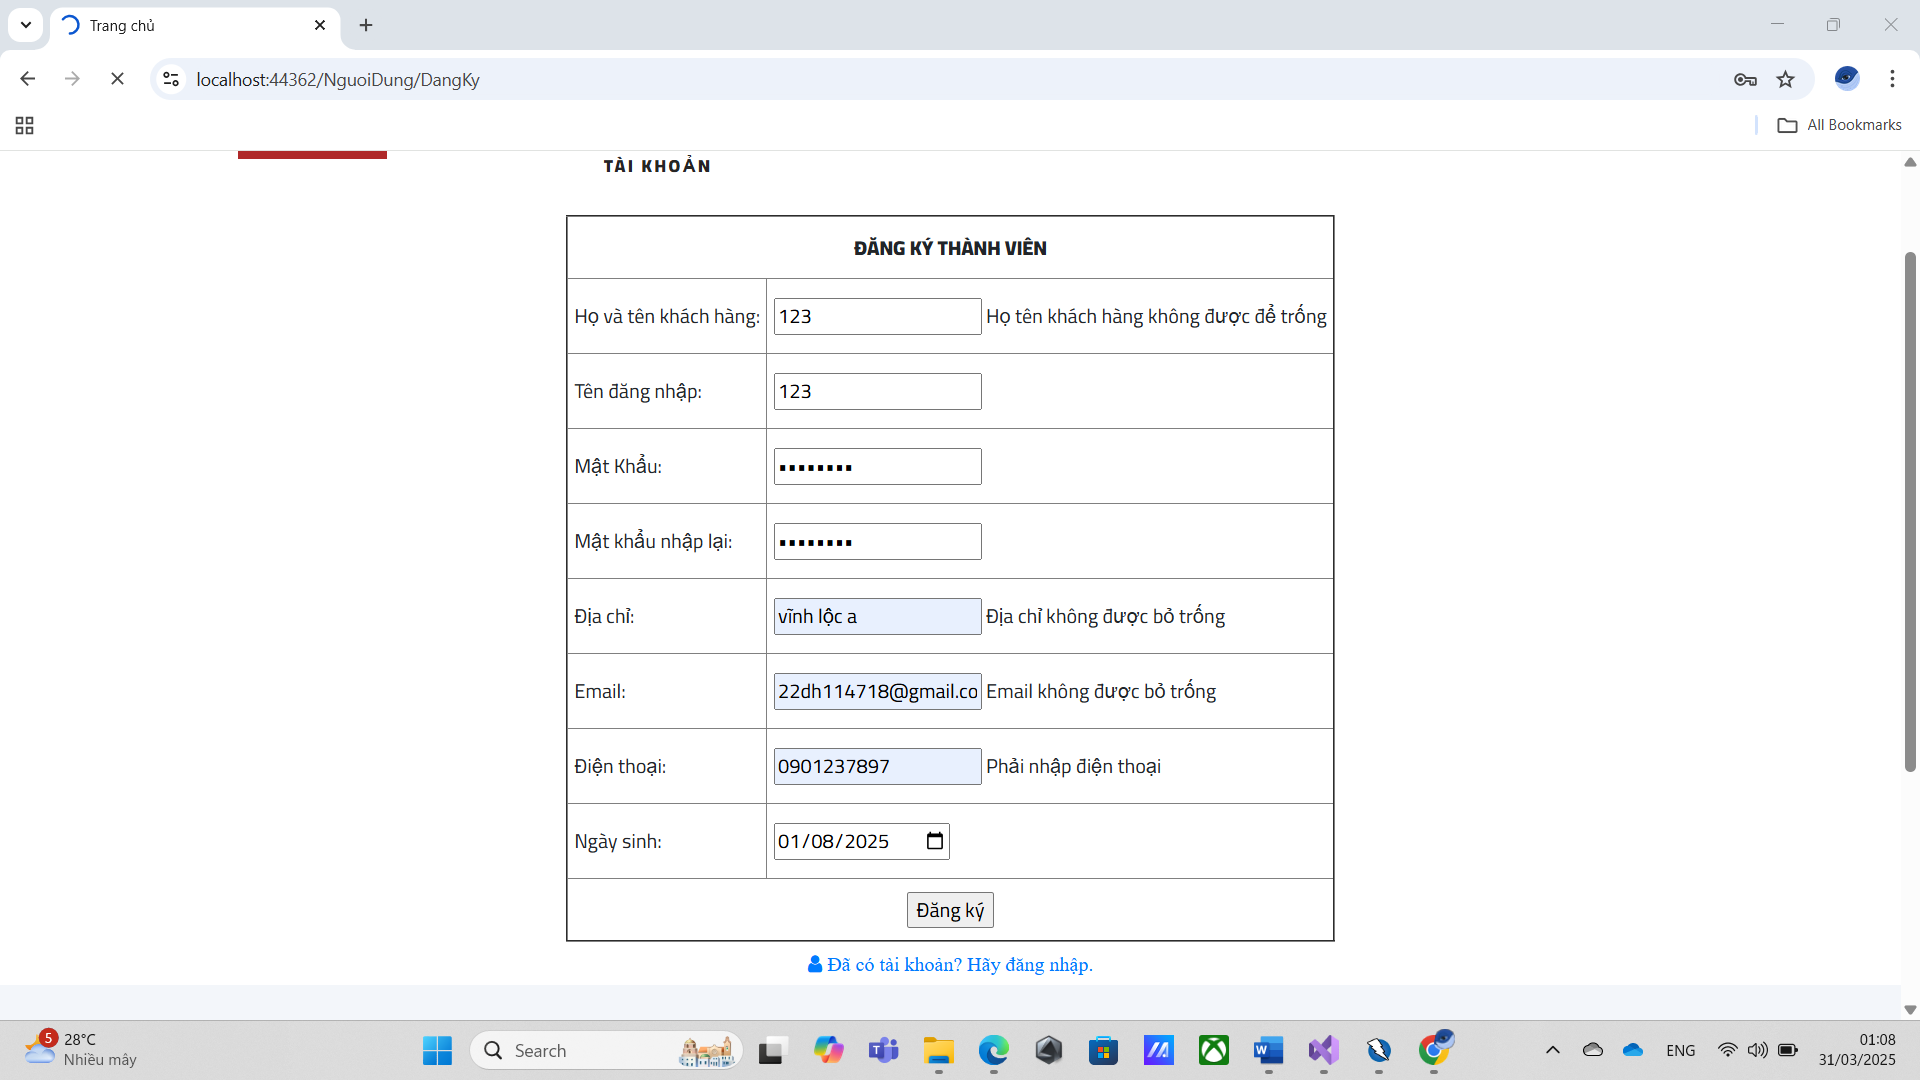 Trang chủ
localhost:44362/NguoiDung/DangKy
All Bookmarks
TÀI KHOẢN
ĐĂNG KÝ THÀNH VIÊN
Họ và tên khách hàng: 123 Họ tên khách hàng không được để trống
Tên đăng nhập: 123
Mật Khẩu: ••••••••
Mật khẩu nhập lại: ••••••••
Địa chỉ: vĩnh lộc a Địa chỉ không được bỏ trống
Email: 22dh114718@gmail.co Email không được bỏ trống
Điện thoại: 0901237897 Phải nhập điện thoại
Ngày sinh: 01/08/2025
Đăng ký
Đã có tài khoản? Hãy đăng nhập.
5
28°C
Nhiều mây
Search
ENG
01:08
31/03/2025